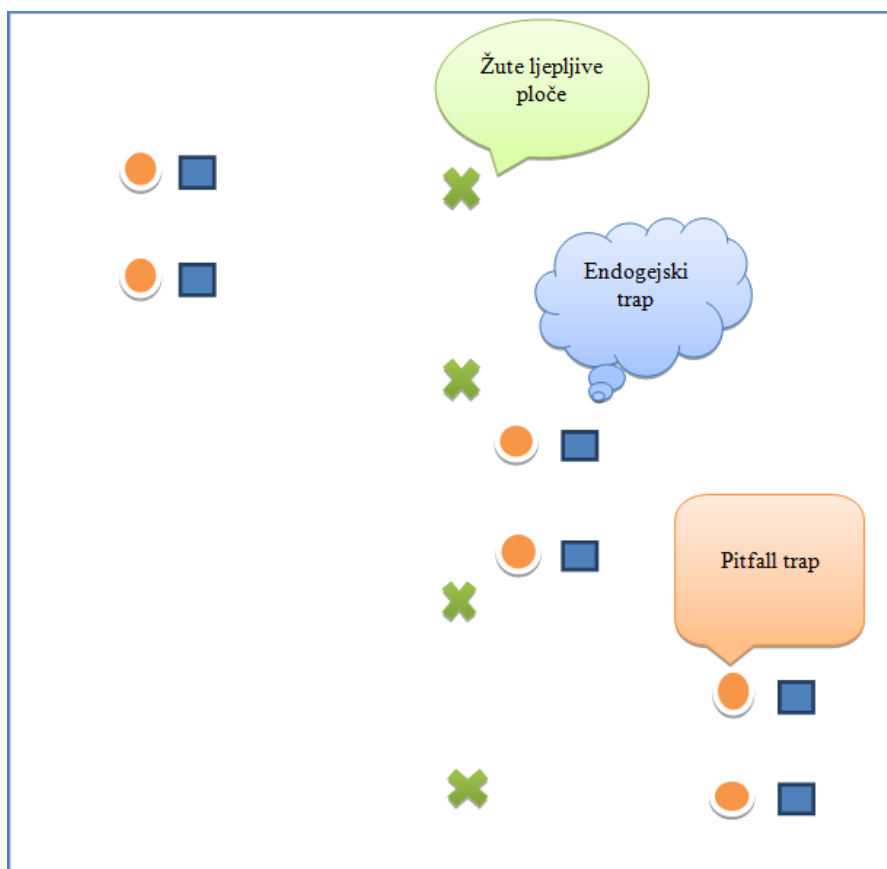 Žute ljepljive
ploče
Endogejski
trap
Pitfall trap